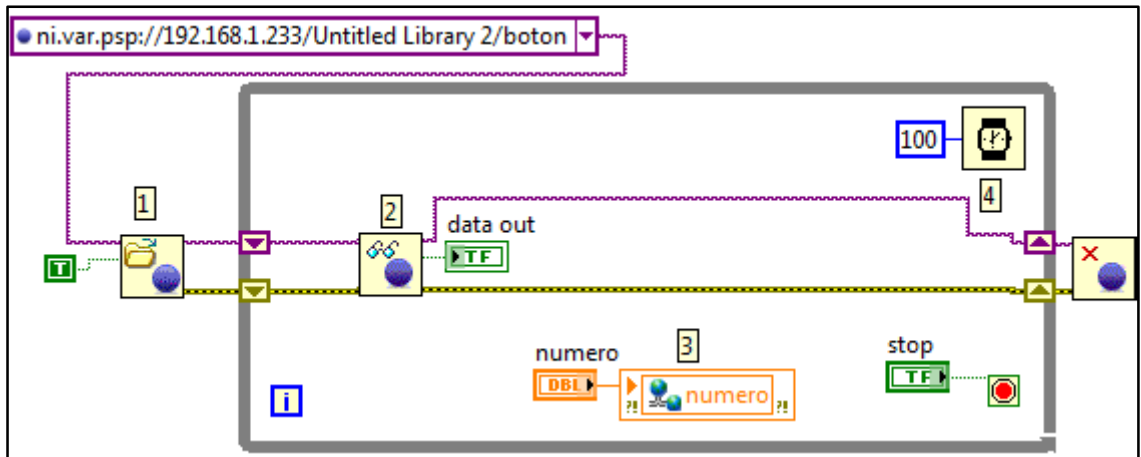 ni.var.psp://192.168.1.233/Untitled Library 2/boton
100
1
2
4
data out
T
TF
numero
3
stop
DBL
numero
TF
i